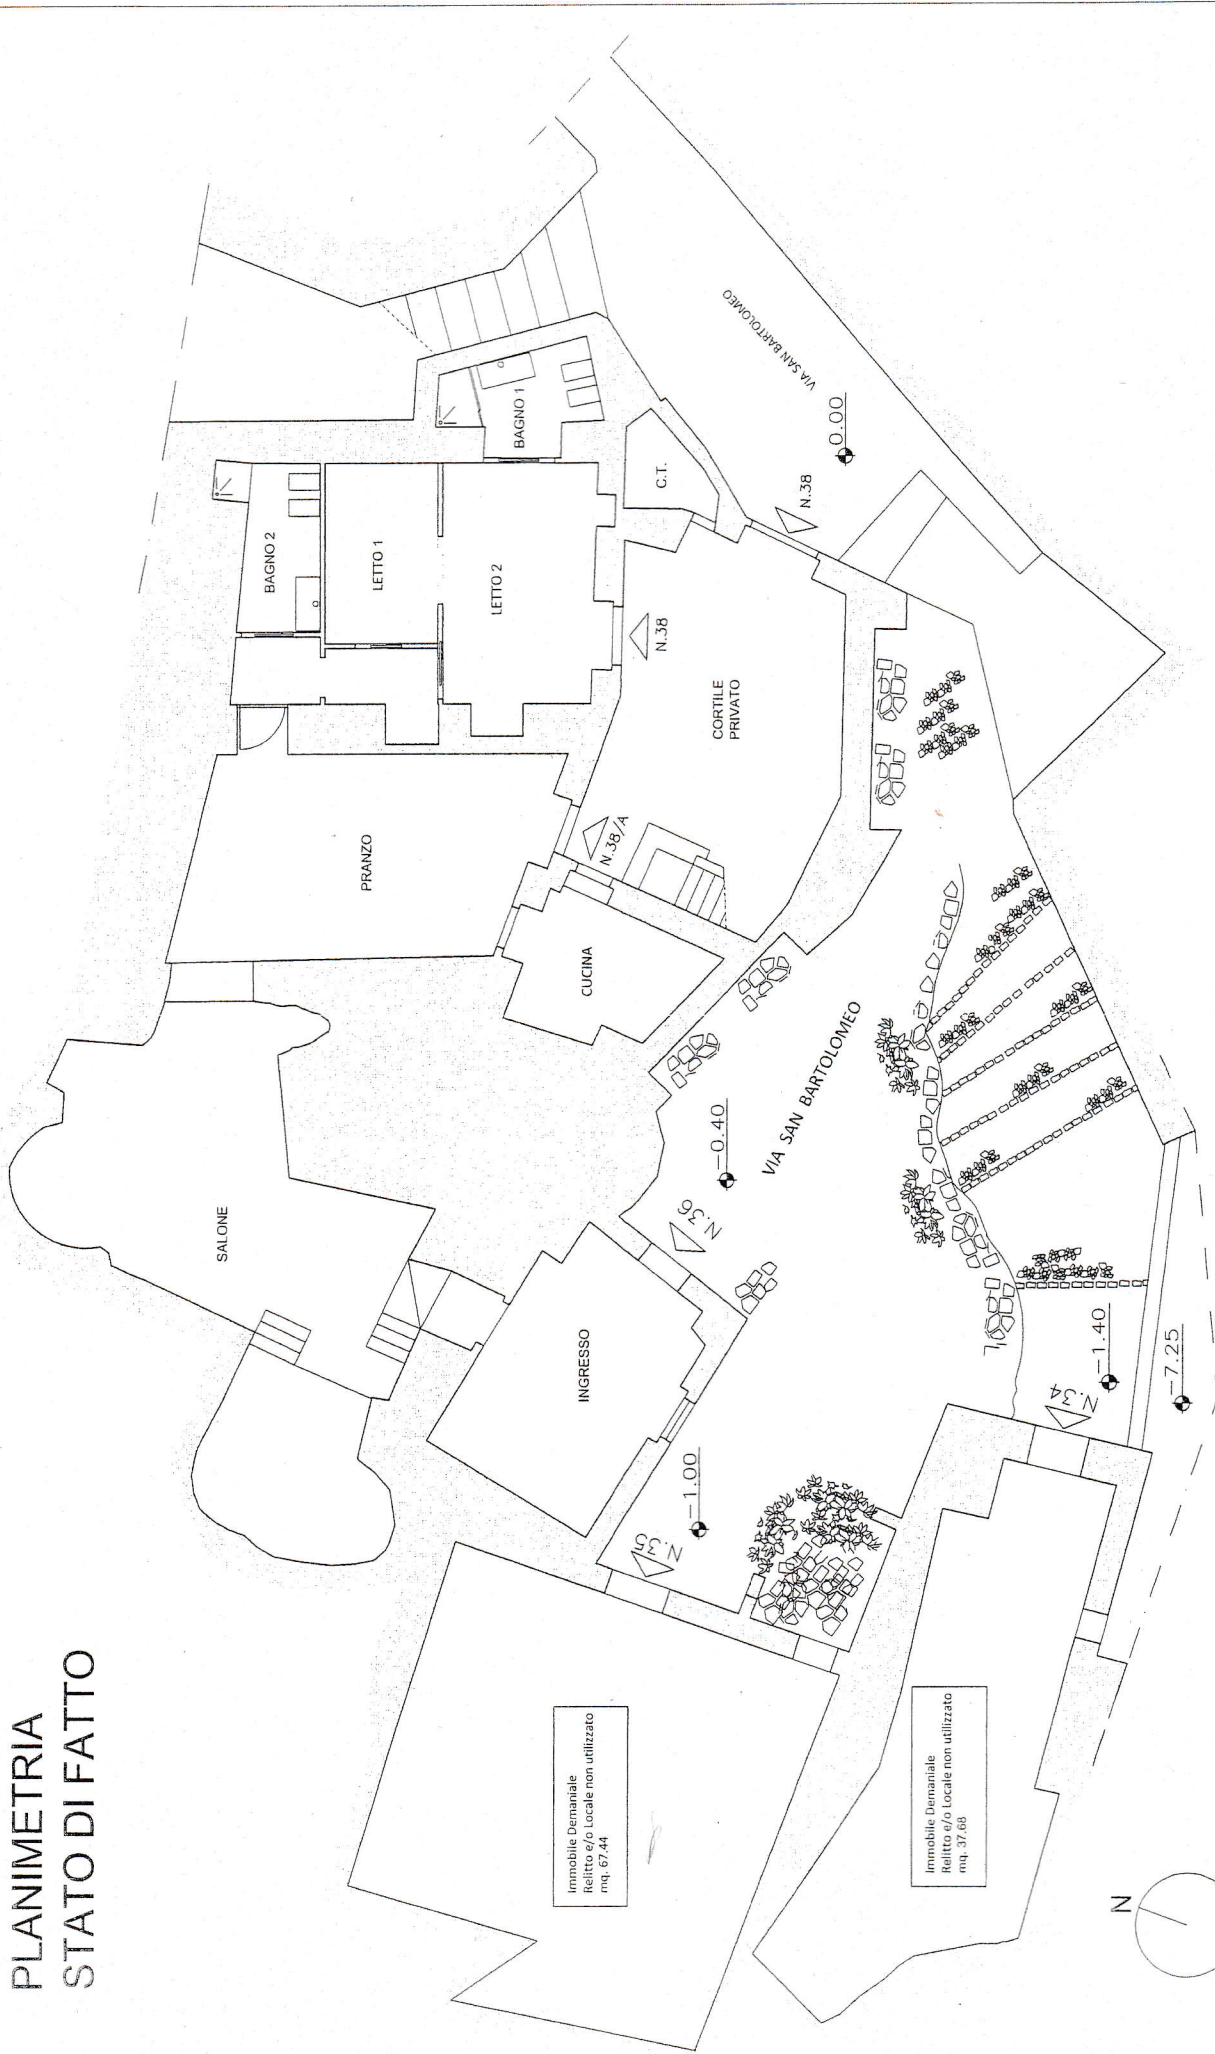 PLANIMETRIA
STATO DI FATTO
SALONE
PRANZO
BAGNO 2
LETTO 1
LETTO 2
BAGNO 1
C.T.
INGRESSO
CUCINA
N.38/A
N.38
CORTILE
PRIVATO
N.38
0.00
VIA SAN BARTOLOMEO
N.35
-1.00
N.36
-0.40
VIA SAN BARTOLOMEO
Immobile Demaniale
Relitto e/o Locale non utilizzato
mq. 67.44
Immobile Demaniale
Relitto e/o Locale non utilizzato
mq. 37.68
N.34
-1.40
-7.25
N